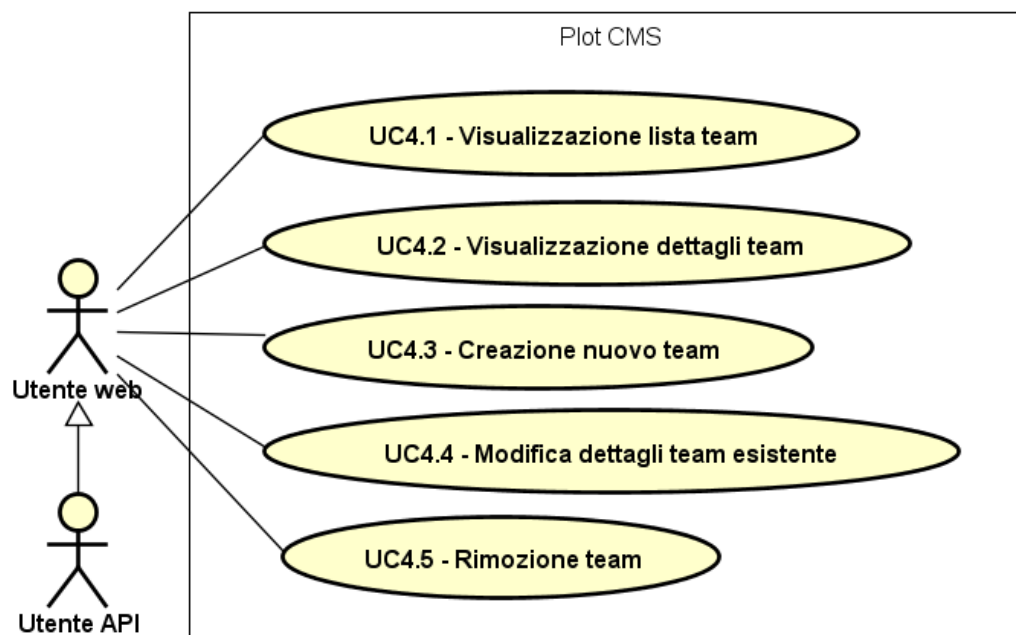 Plot CMS
UC4.1 - Visualizzazione lista team
UC4.2 - Visualizzazione dettagli team
UC4.3 - Creazione nuovo team
Utente web
UC4.4 - Modifica dettagli team esistente
UC4.5 - Rimozione team
Utente API